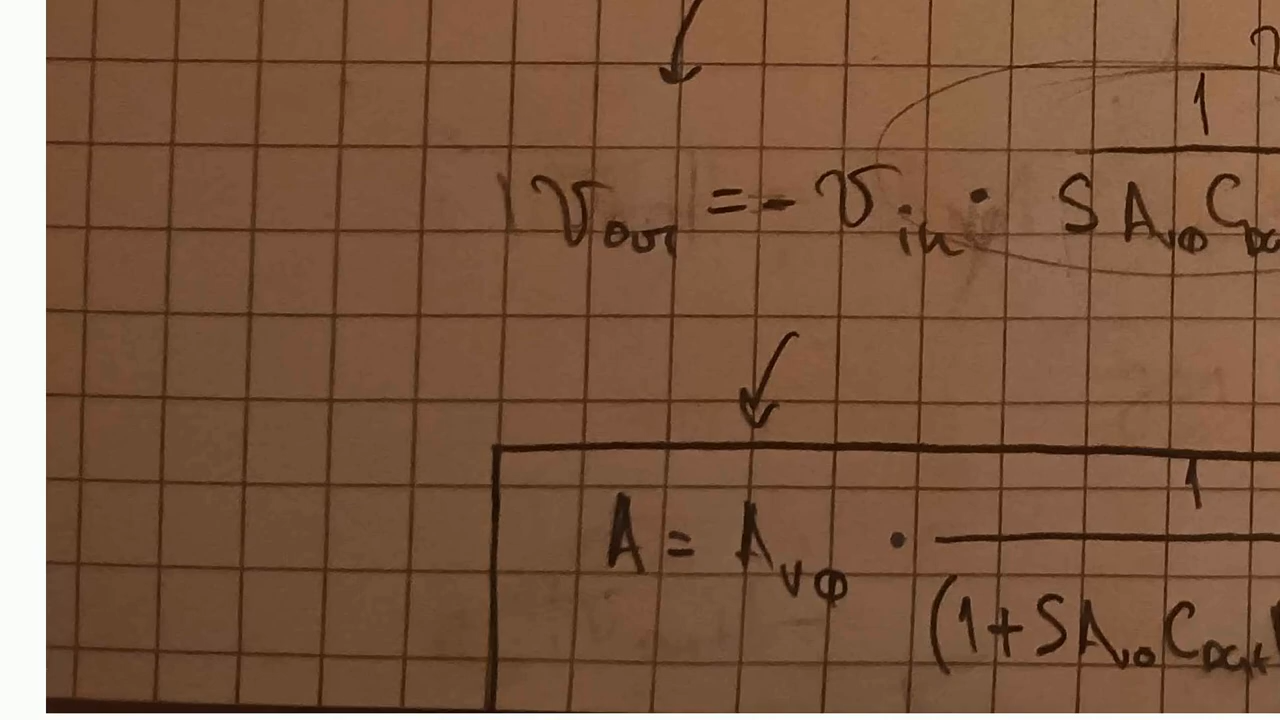 1
v_out = - v_in · S A_v0 C
1
A = A_v0 ·
(1+S A_v0 C